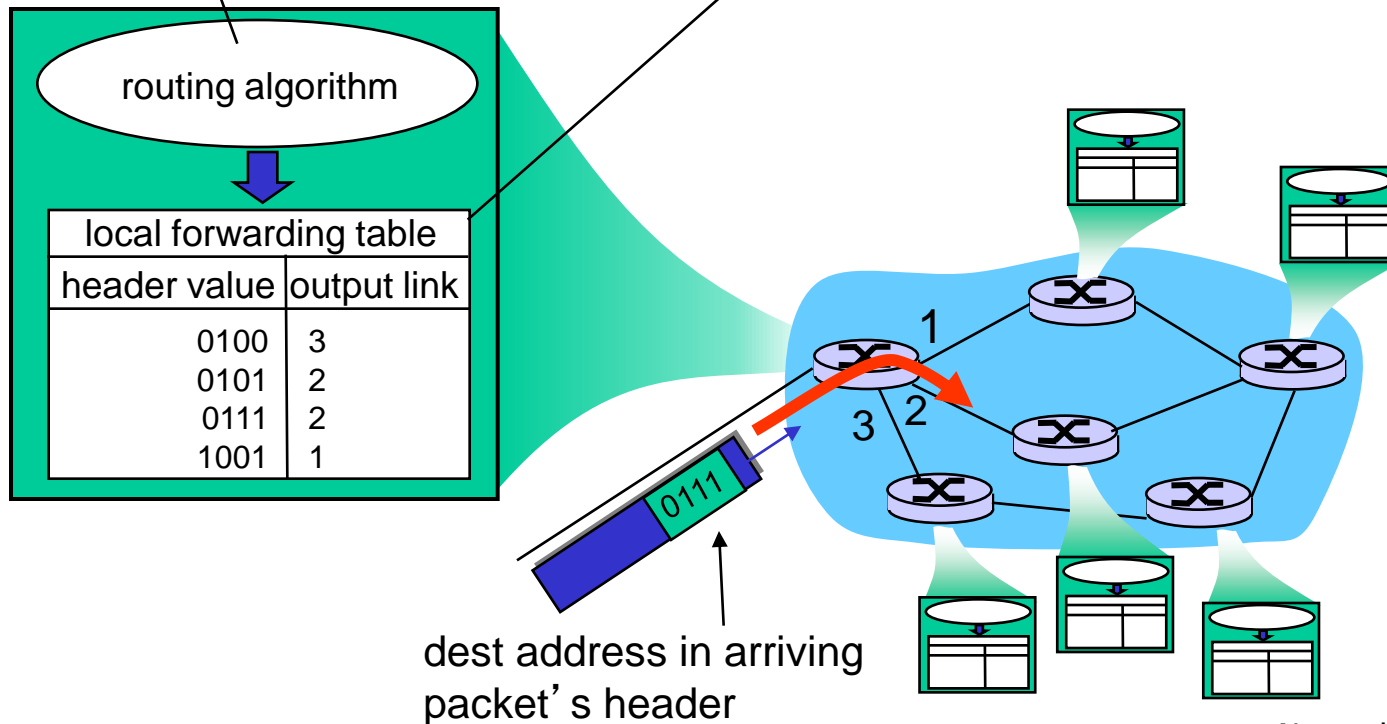 routing algorithm
local forwarding table
header value output link
0100 3
0101 2
0111 2
1001 1
1
2
3
0111
dest address in arriving
packet’s header